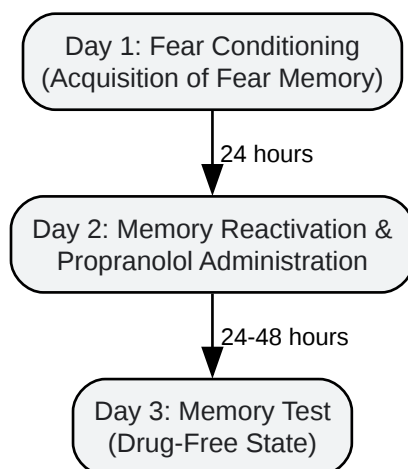 Day 1: Fear Conditioning
(Acquisition of Fear Memory)
24 hours
Day 2: Memory Reactivation &
Propranolol Administration
24-48 hours
Day 3: Memory Test
(Drug-Free State)